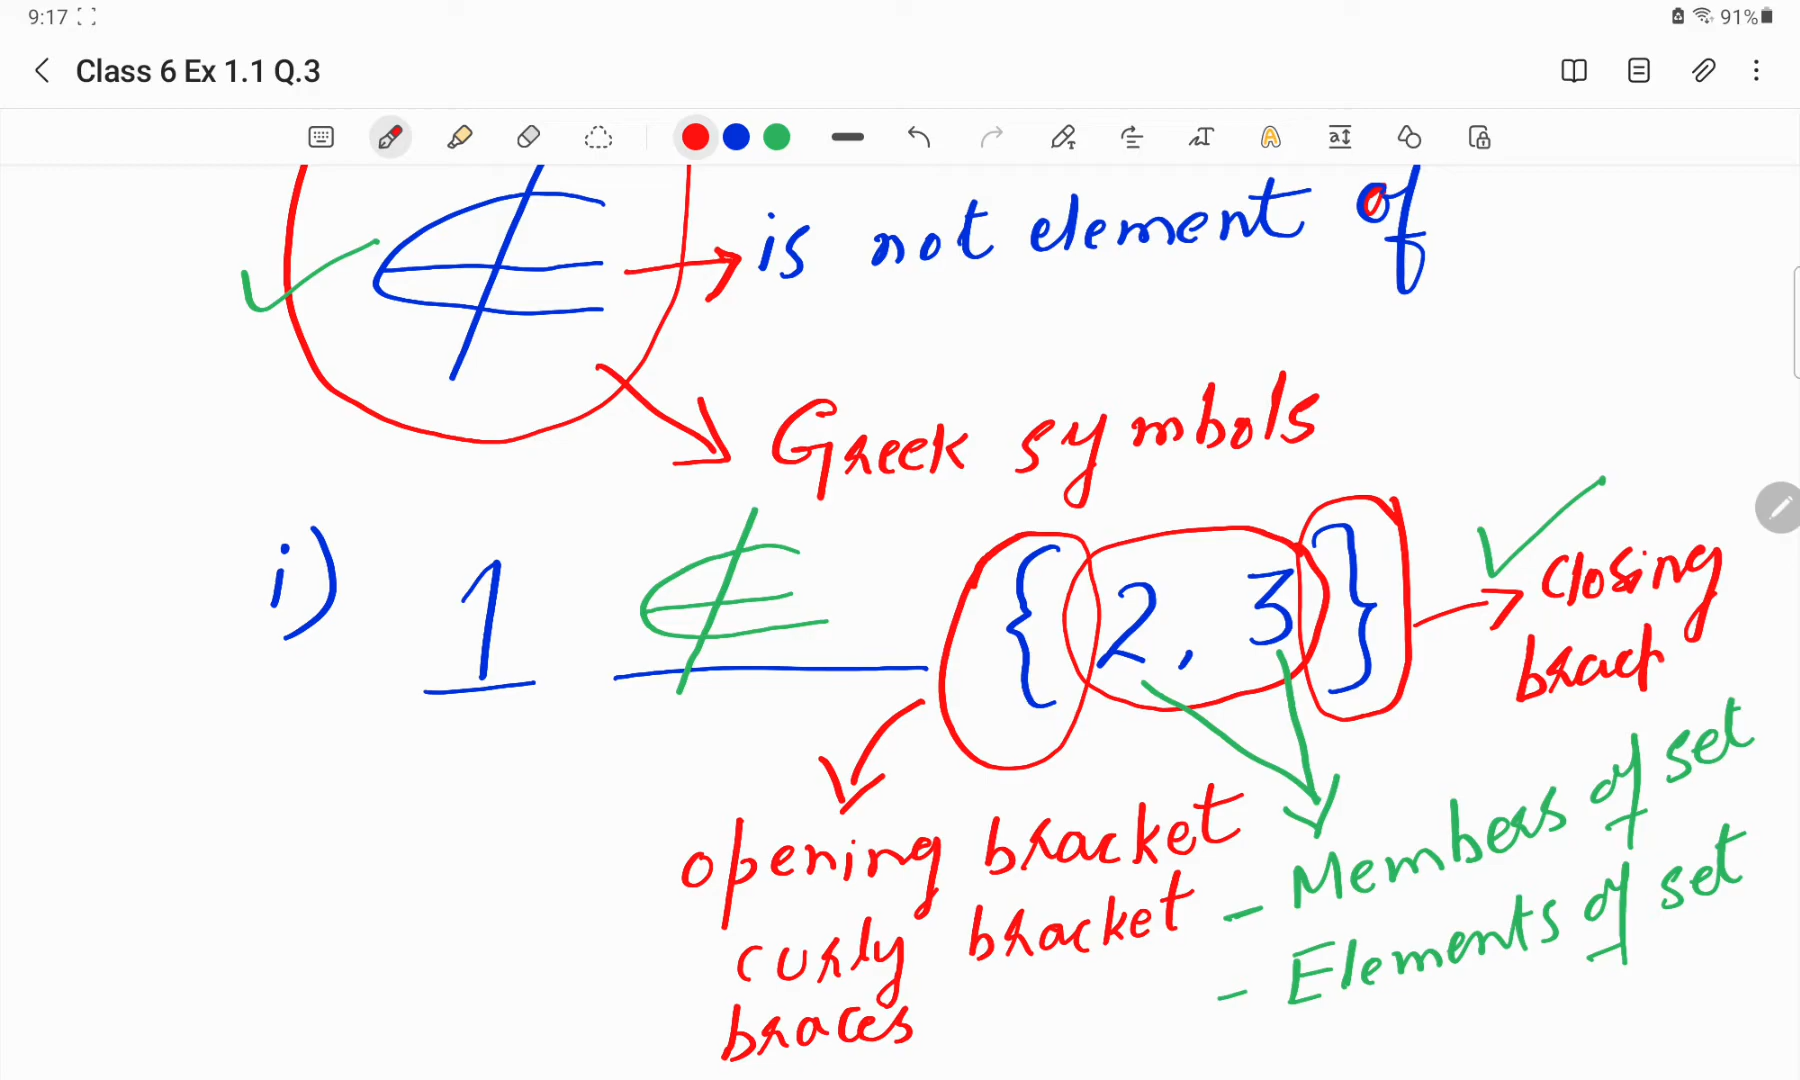 9:17 91%
Class 6 Ex 1.1 Q.3
∉ → is not element of
Greek symbols
i) 1 ∉ { 2, 3 } → Closing
brack
opening bracket
curly bracket
braces
- Members of set
- Elements of set